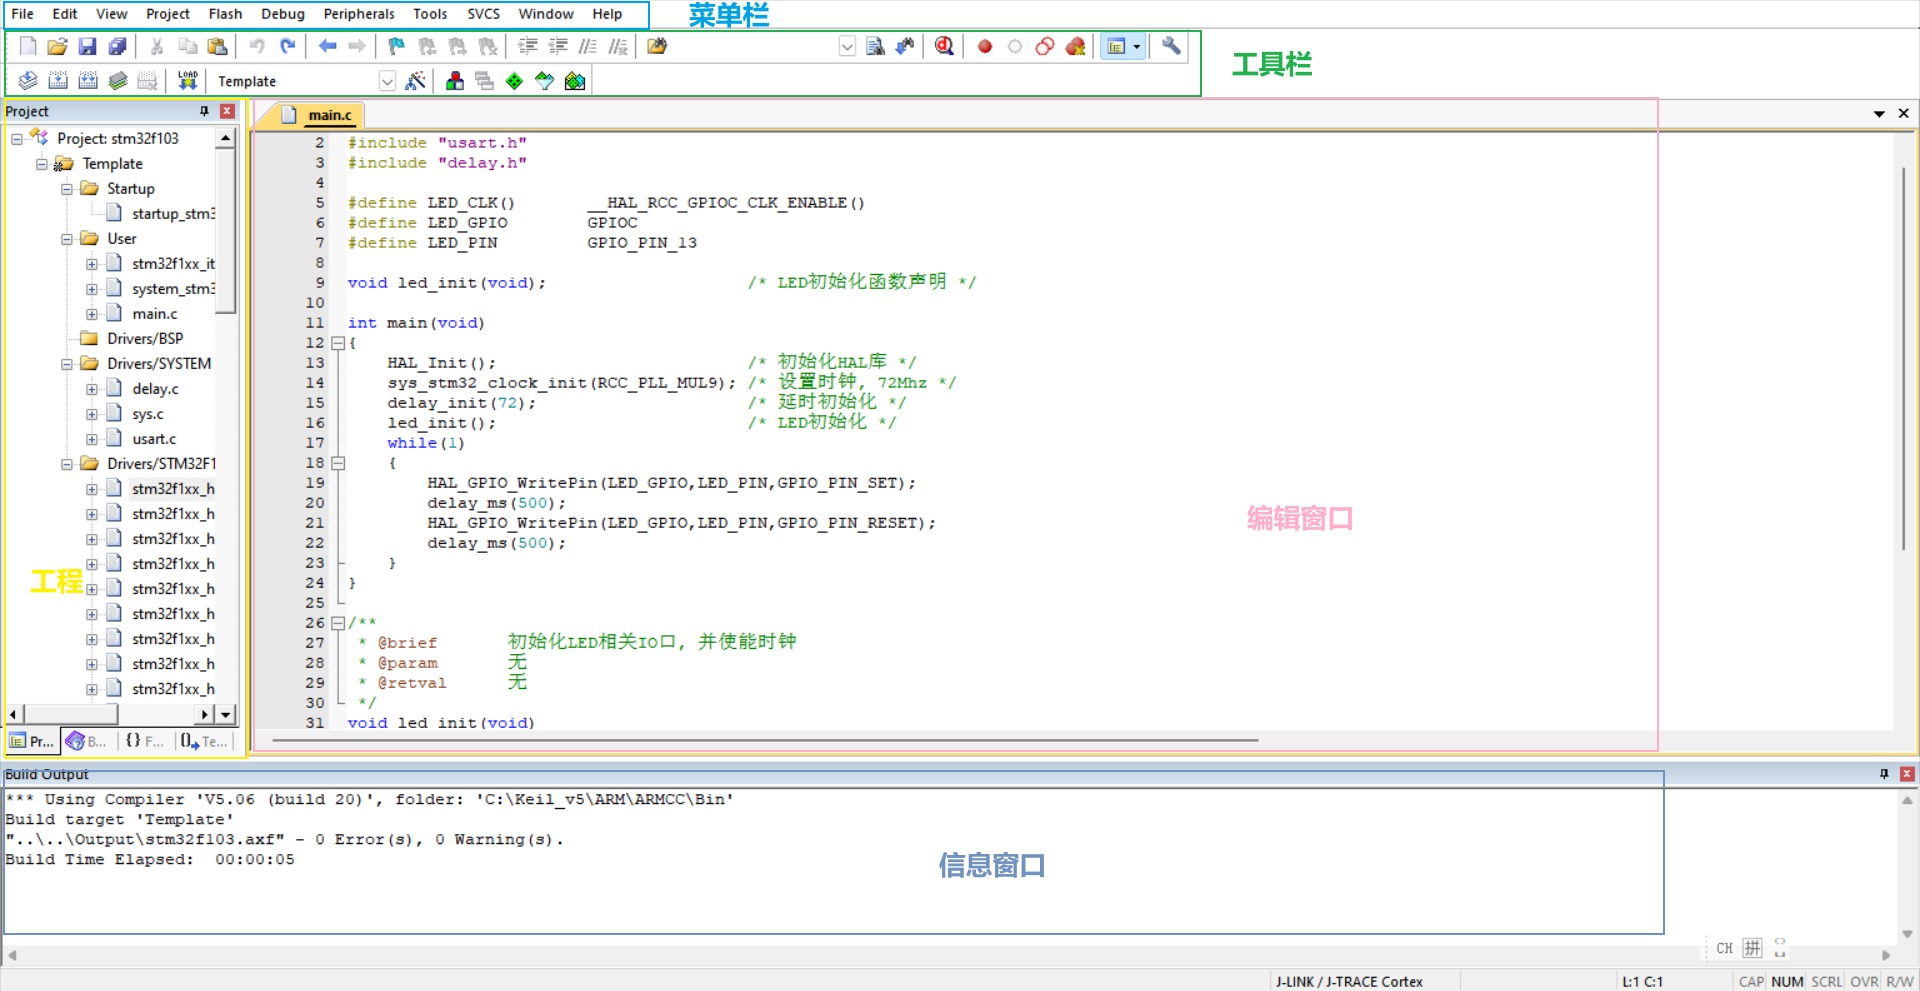 File Edit View Project Flash Debug Peripherals Tools SVCS Window Help
菜单栏
工具栏
LOAD
Template
Project
Project: stm32f103
Template
Startup
startup_stm3
User
stm32f1xx_it
system_stm3
main.c
Drivers/BSP
Drivers/SYSTEM
delay.c
sys.c
usart.c
Drivers/STM32F1
stm32f1xx_h
stm32f1xx_h
stm32f1xx_h
stm32f1xx_h
stm32f1xx_h
stm32f1xx_h
stm32f1xx_h
stm32f1xx_h
stm32f1xx_h
工程
Pr... B... {} F... Te...
main.c
2 #include "usart.h"
3 #include "delay.h"
4
5 #define LED_CLK() __HAL_RCC_GPIOC_CLK_ENABLE()
6 #define LED_GPIO GPIOC
7 #define LED_PIN GPIO_PIN_13
8
9 void led_init(void); /* LED初始化函数声明 */
10
11 int main(void)
12 {
13 HAL_Init(); /* 初始化HAL库 */
14 sys_stm32_clock_init(RCC_PLL_MUL9); /* 设置时钟, 72Mhz */
15 delay_init(72); /* 延时初始化 */
16 led_init(); /* LED初始化 */
17 while(1)
18 {
19 HAL_GPIO_WritePin(LED_GPIO,LED_PIN,GPIO_PIN_SET);
20 delay_ms(500);
21 HAL_GPIO_WritePin(LED_GPIO,LED_PIN,GPIO_PIN_RESET);
22 delay_ms(500);
23 }
24 }
25
26 /**
27 * @brief 初始化LED相关IO口, 并使能时钟
28 * @param 无
29 * @retval 无
30 */
31 void led_init(void)
编辑窗口
Build Output
*** Using Compiler 'V5.06 (build 20)', folder: 'C:\Keil_v5\ARM\ARMCC\Bin'
Build target 'Template'
"..\..\Output\stm32f103.axf" - 0 Error(s), 0 Warning(s).
Build Time Elapsed: 00:00:05
信息窗口
CH 拼
J-LINK / J-TRACE Cortex L:1 C:1 CAP NUM SCRL OVR R/W